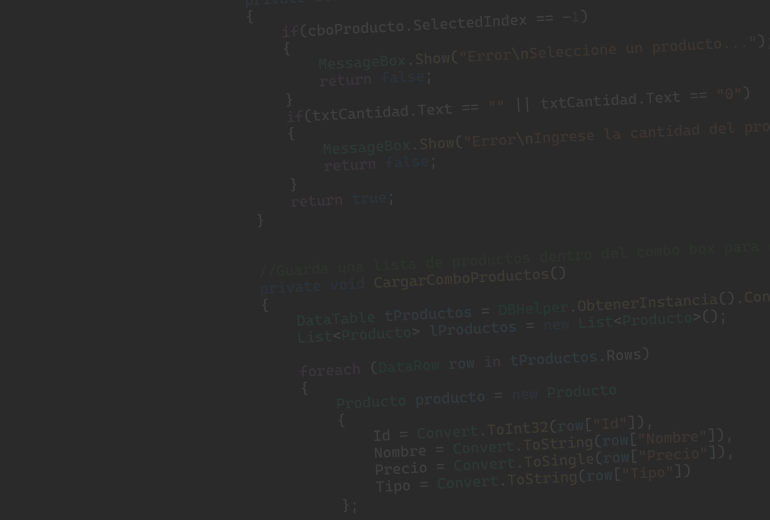 {
if(cboProducto.SelectedIndex == -1)
{
MessageBox.Show("Error\nSeleccione un producto...")
return false;
}
if(txtCantidad.Text == "" || txtCantidad.Text == "0")
{
MessageBox.Show("Error\nIngrese la cantidad del pro
return false;
}
return true;
}
//Guarda una lista de productos dentro del combo box para
private void CargarComboProductos()
{
DataTable tProductos = DBHelper.ObtenerInstancia().Con
List<Producto> lProductos = new List<Producto>();
foreach (DataRow row in tProductos.Rows)
{
Producto producto = new Producto
{
Id = Convert.ToInt32(row["Id"]),
Nombre = Convert.ToString(row["Nombre"]),
Precio = Convert.ToSingle(row["Precio"]),
Tipo = Convert.ToString(row["Tipo"])
};